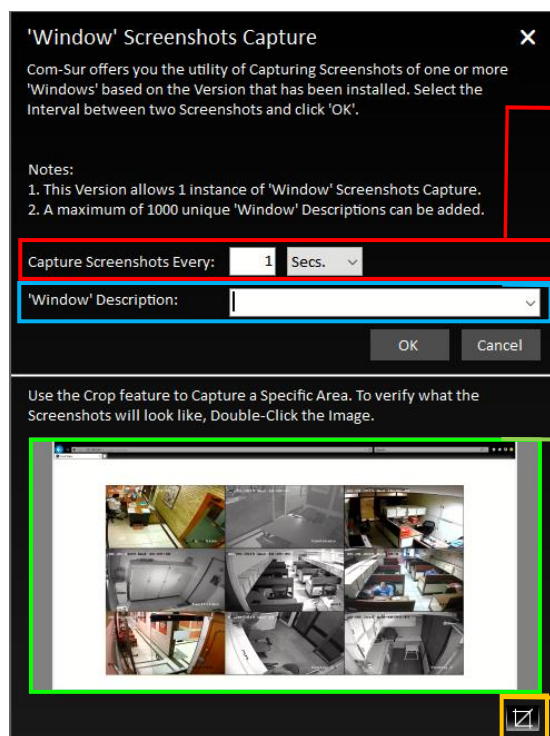 'Window' Screenshots Capture
Com-Sur offers you the utility of Capturing Screenshots of one or more
'Windows' based on the Version that has been installed. Select the
Interval between two Screenshots and click 'OK'.
Notes:
1. This Version allows 1 instance of 'Window' Screenshots Capture.
2. A maximum of 1000 unique 'Window' Descriptions can be added.
Capture Screenshots Every: 1 Secs.
'Window' Description:
OK Cancel
Use the Crop feature to Capture a Specific Area. To verify what the
Screenshots will look like, Double-Click the Image.